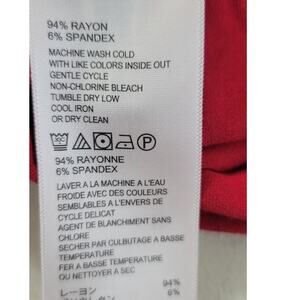 94% RAYON
6% SPANDEX
MACHINE WASH COLD
WITH LIKE COLORS INSIDE OUT
GENTLE CYCLE
NON-CHLORINE BLEACH
TUMBLE DRY LOW
COOL IRON
OR DRY CLEAN
94% RAYONNE
6% SPANDEX
LAVER A LA MACHINE A L'EAU
FROIDE AVEC DES COULEURS
SEMBLABLES A L'ENVERS DE
CYCLE DELICAT
AGENT DE BLANCHIMENT SANS
CHLORE
SECHER PAR CULBUTAGE A BASSE
TEMPERATURE
FER A BASSE TEMPERATURE
OU NETTOYER A SEC
レーヨン 94%
6%